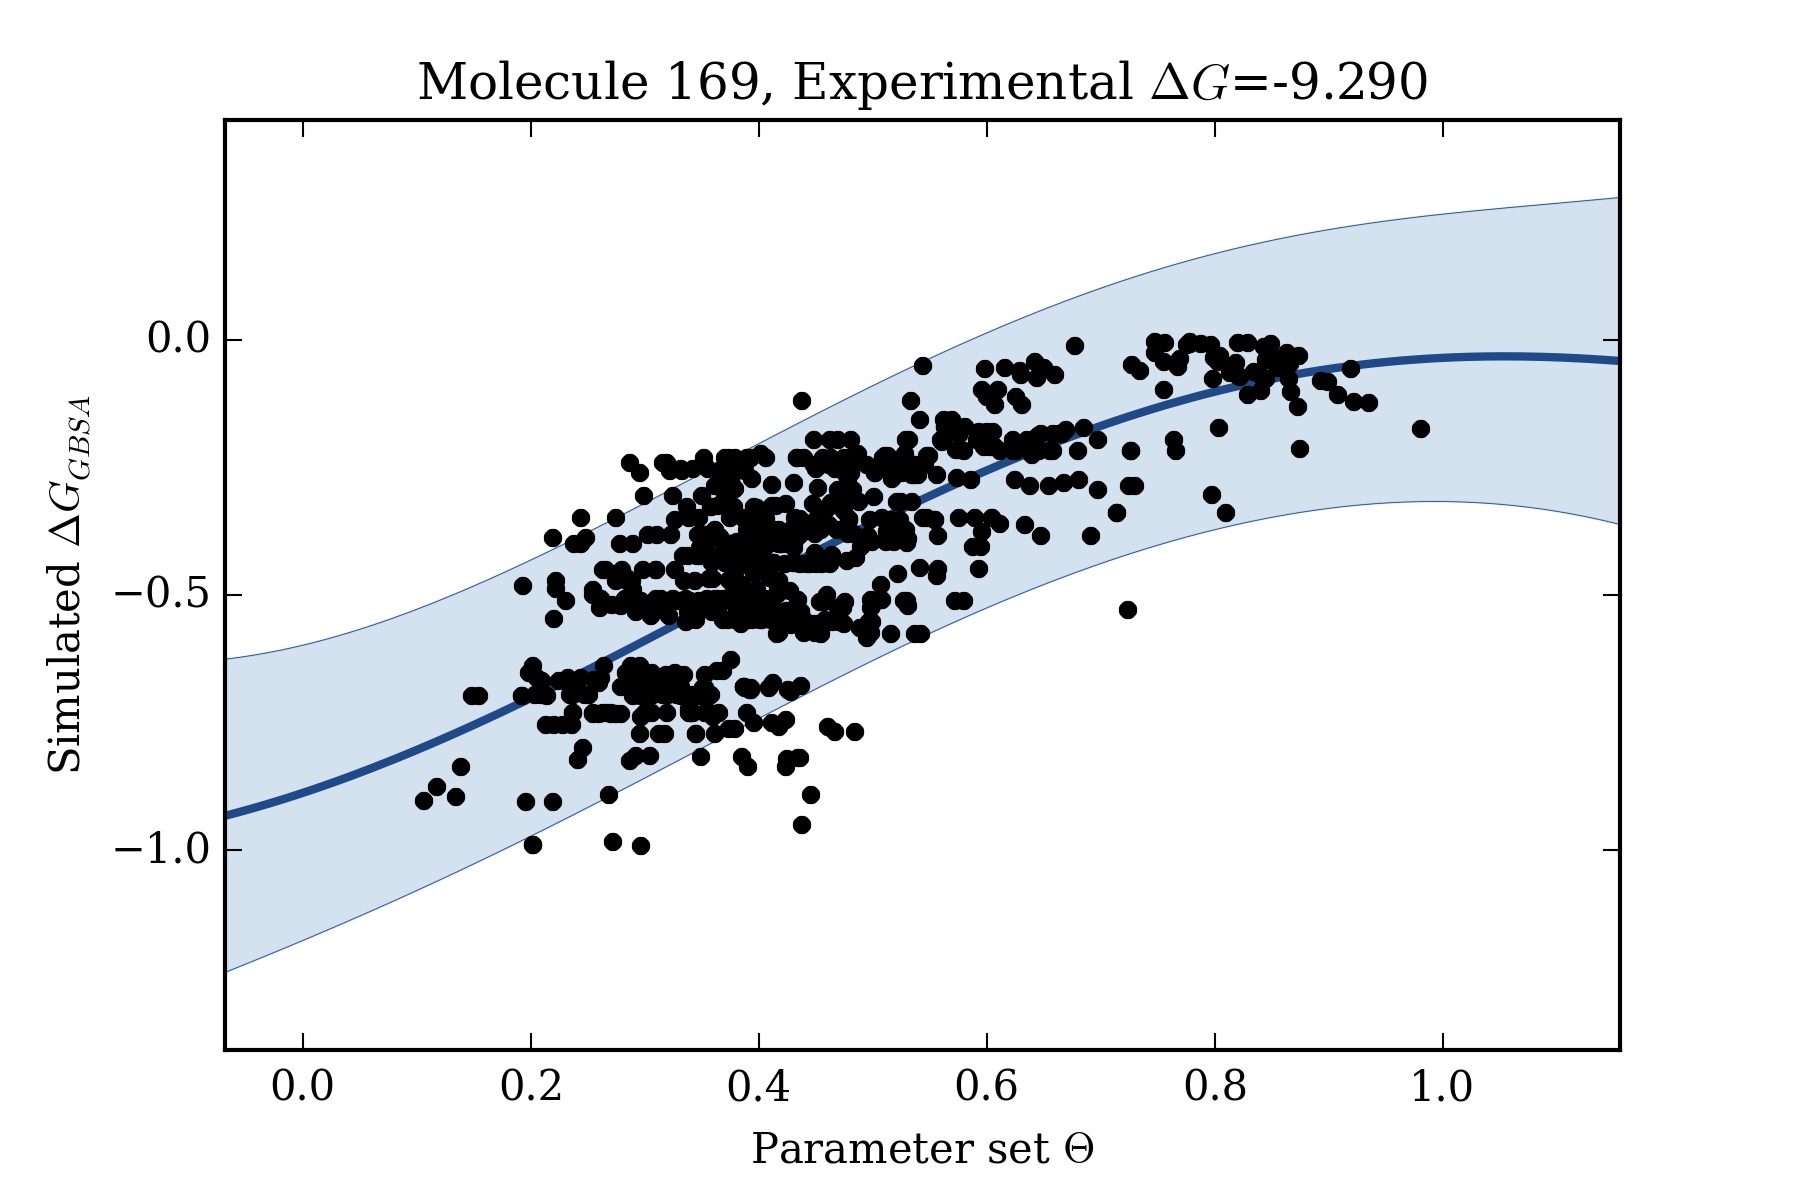 Molecule 169, Experimental ΔG=-9.290
Simulated ΔG_GBSA
0.0
−0.5
−1.0
0.0 0.2 0.4 0.6 0.8 1.0
Parameter set Θ